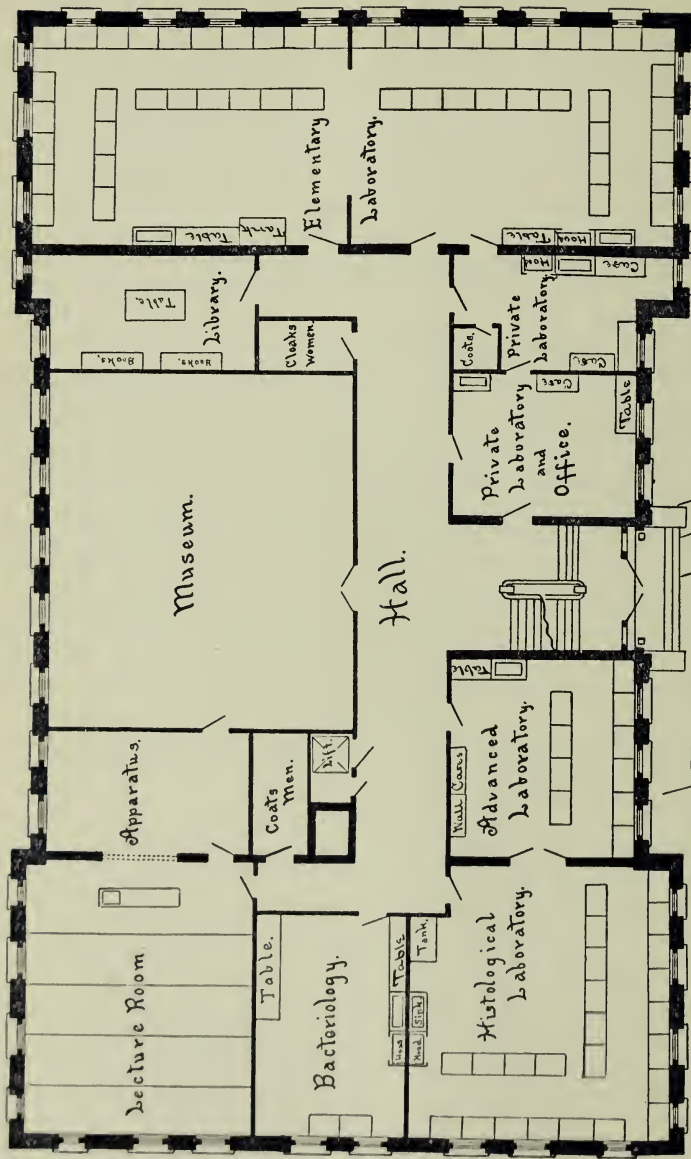 Elementary
Laboratory.
Table
Tank
Table
Hood
Library.
Table.
Books.
Books.
Cloaks
Women.
Coats.
Private
Laboratory.
Hood
Case
Case
Museum.
Hall.
Private
Laboratory
and
Office.
Case
Table
Apparatus.
Coats
Men.
Lift.
Table
Wall Cases
Advanced
Laboratory.
Lecture Room
Table.
Bacteriology.
Table
Hood
Tank.
Sink
Hood
Histological
Laboratory.